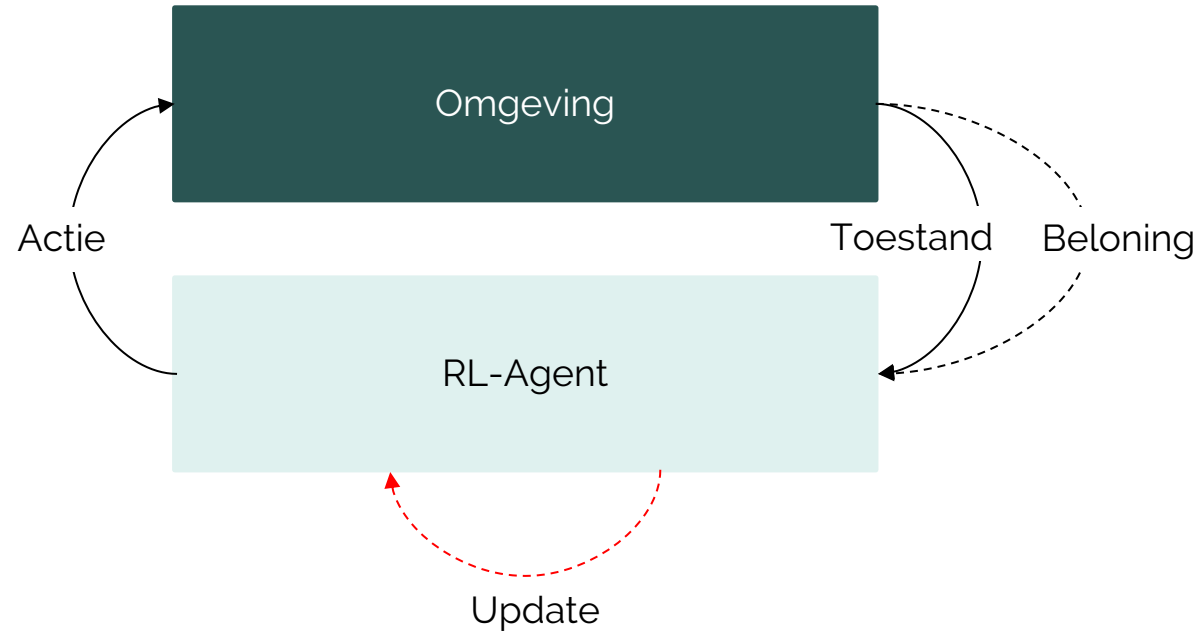 Omgeving
Actie
Toestand
Beloning
RL-Agent
Update